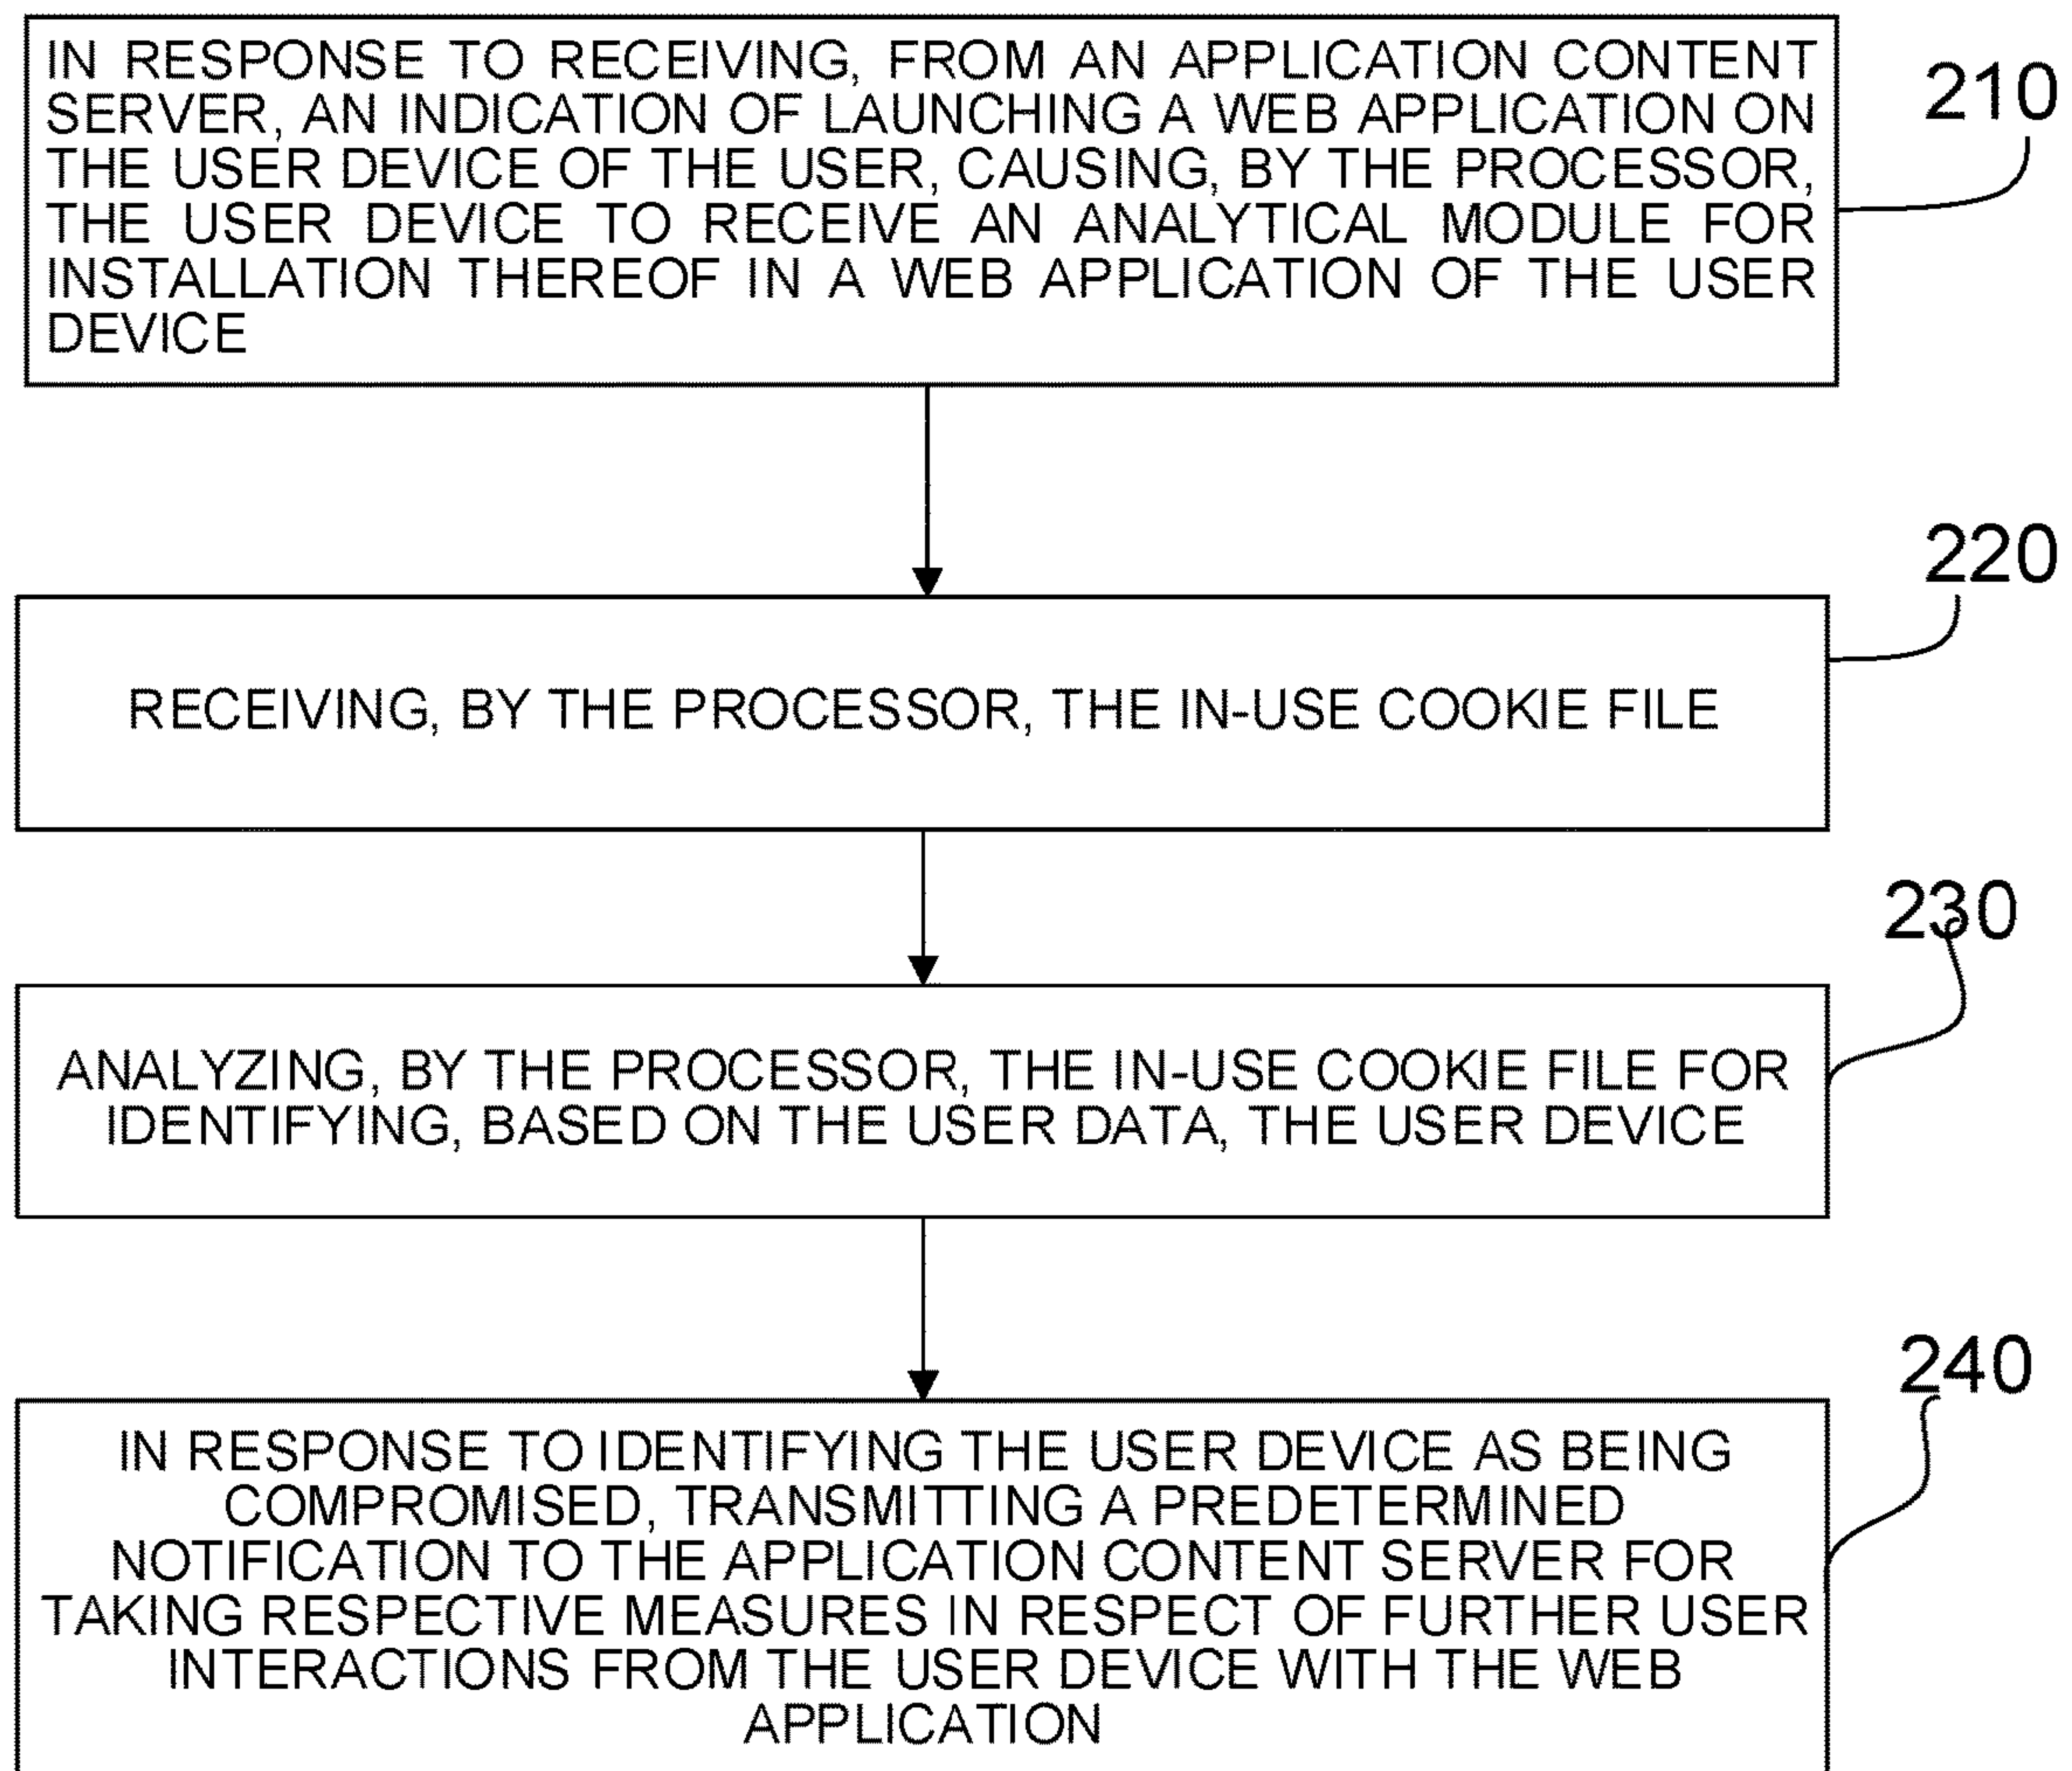 IN RESPONSE TO RECEIVING, FROM AN APPLICATION CONTENT
SERVER, AN INDICATION OF LAUNCHING A WEB APPLICATION ON
THE USER DEVICE OF THE USER, CAUSING, BY THE PROCESSOR,
THE USER DEVICE TO RECEIVE AN ANALYTICAL MODULE FOR
INSTALLATION THEREOF IN A WEB APPLICATION OF THE USER
DEVICE
210
220
RECEIVING, BY THE PROCESSOR, THE IN-USE COOKIE FILE
230
ANALYZING, BY THE PROCESSOR, THE IN-USE COOKIE FILE FOR
IDENTIFYING, BASED ON THE USER DATA, THE USER DEVICE
240
IN RESPONSE TO IDENTIFYING THE USER DEVICE AS BEING
COMPROMISED, TRANSMITTING A PREDETERMINED
NOTIFICATION TO THE APPLICATION CONTENT SERVER FOR
TAKING RESPECTIVE MEASURES IN RESPECT OF FURTHER USER
INTERACTIONS FROM THE USER DEVICE WITH THE WEB
APPLICATION